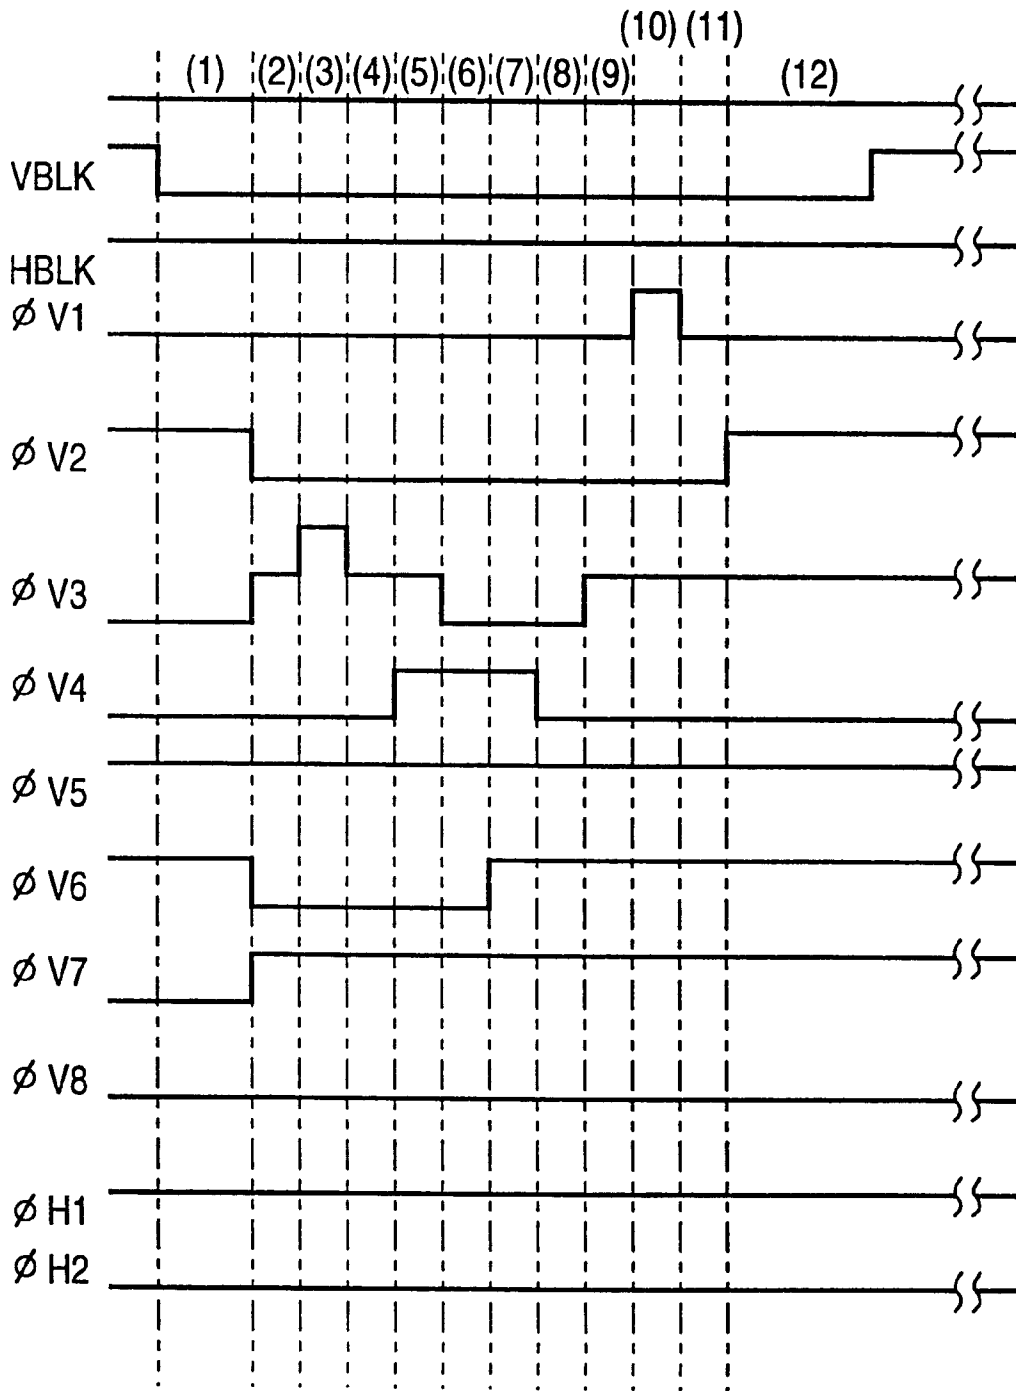 (10) (11)
(1) (2) (3) (4) (5) (6) (7) (8) (9) (12)
VBLK
HBLK
ø V1
ø V2
ø V3
ø V4
ø V5
ø V6
ø V7
ø V8
ø H1
ø H2